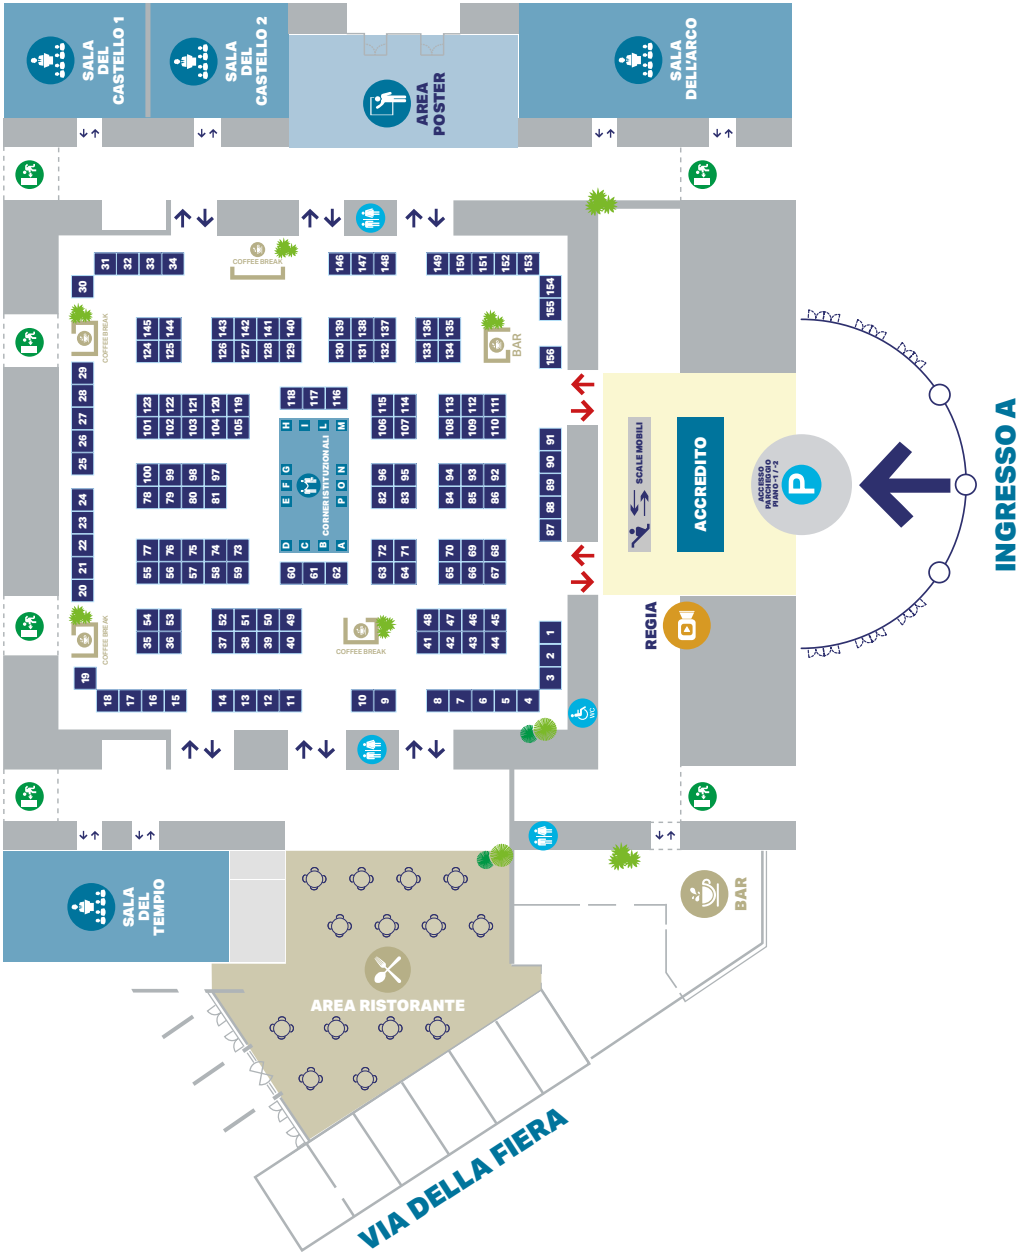 SALA
DEL
CASTELLO 1
SALA
DEL
CASTELLO 2
AREA
POSTER
SALA
DELL'ARCO
COFFEE BREAK
31 32 33 34
146 147 148
149 150 151 152 153
30
154
155
145 144
124 125
143 142 141 140
126 127 128 129
139 138 137
130 131 132
136 135
133 134
COFFEE BREAK
BAR
156
29
28
27
26
25
123 122 121 120 119
101 102 103 104 105
118 117 116
115 114
106 107
113 112 111
108 109 110
H I L M
G F E
CORNER ISTITUZIONALI
N O P
D C B A
100 99 98 97
78 79 80 81
96 95
82 83
94 93 92
84 85 86
91
90
89
88
87
24
23
22
21
20
77 76 75 74 73
55 56 57 58 59
60 61 62
72 71
63 64
70 69 68
65 66 67
SCALE MOBILI
ACCREDITO
ACCESSO
PARCHEGGIO
PIANO -1 / -2
P
INGRESSO A
54 53
35 36
52 51 50 49
37 38 39 40
48 47 46 45
41 42 43 44
COFFEE BREAK
COFFEE BREAK
REGIA
1
2
3
19
18 17 16 15
14 13 12 11
10 9
8 7 6 5 4
WC
SALA
DEL
TEMPIO
BAR
AREA RISTORANTE
VIA DELLA FIERA